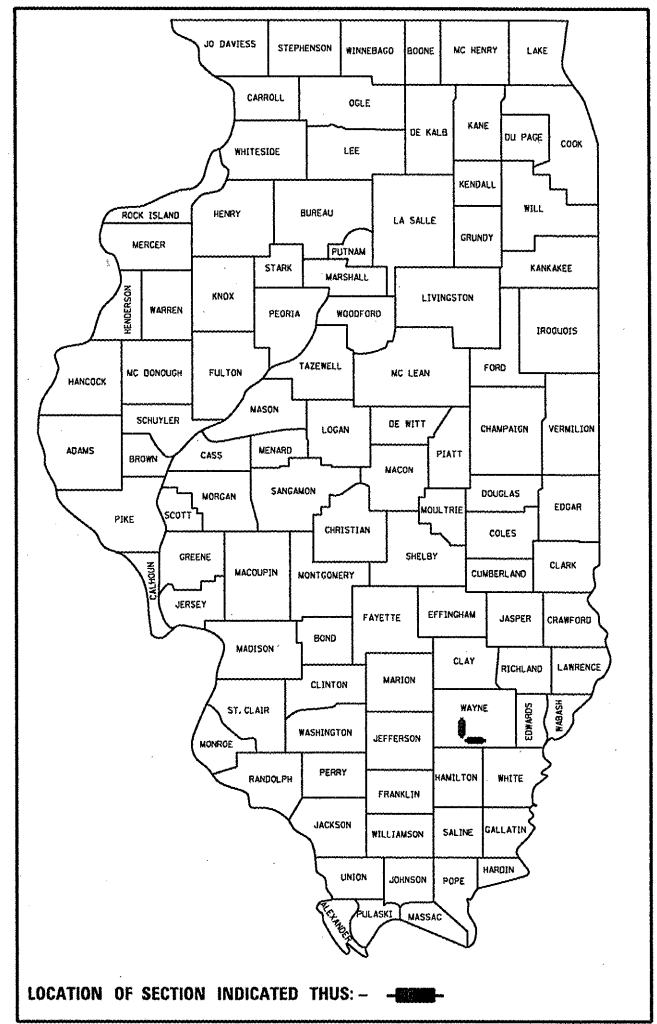 JO DAVIESS
STEPHENSON
WINNEBAGO
BOONE
MC HENRY
LAKE
CARROLL
OGLE
DE KALB
KANE
DU PAGE
COOK
WHITESIDE
LEE
KENDALL
WILL
ROCK ISLAND
HENRY
BUREAU
LA SALLE
GRUNDY
MERCER
PUTNAM
STARK
MARSHALL
KANKAKEE
HENDERSON
WARREN
KNOX
PEORIA
WOODFORD
LIVINGSTON
IROQUOIS
HANCOCK
MC DONOUGH
FULTON
TAZEWELL
MC LEAN
FORD
MASON
SCHUYLER
LOGAN
DE WITT
CHAMPAIGN
VERMILION
ADAMS
BROWN
CASS
MENARD
MACON
PIATT
MORGAN
SANGAMON
DOUGLAS
PIKE
SCOTT
CHRISTIAN
MOULTRIE
EDGAR
COLES
GREENE
MACOUPIN
MONTGOMERY
SHELBY
CUMBERLAND
CLARK
CALHOUN
JERSEY
FAYETTE
EFFINGHAM
JASPER
CRAWFORD
MADISON
BOND
CLAY
RICHLAND
LAWRENCE
CLINTON
MARION
ST. CLAIR
WAYNE
EDWARDS
WABASH
MONROE
WASHINGTON
JEFFERSON
RANDOLPH
PERRY
HAMILTON
WHITE
FRANKLIN
JACKSON
WILLIAMSON
SALINE
GALLATIN
UNION
JOHNSON
POPE
HARDIN
ALEXANDER
PULASKI
MASSAC
LOCATION OF SECTION INDICATED THUS: –